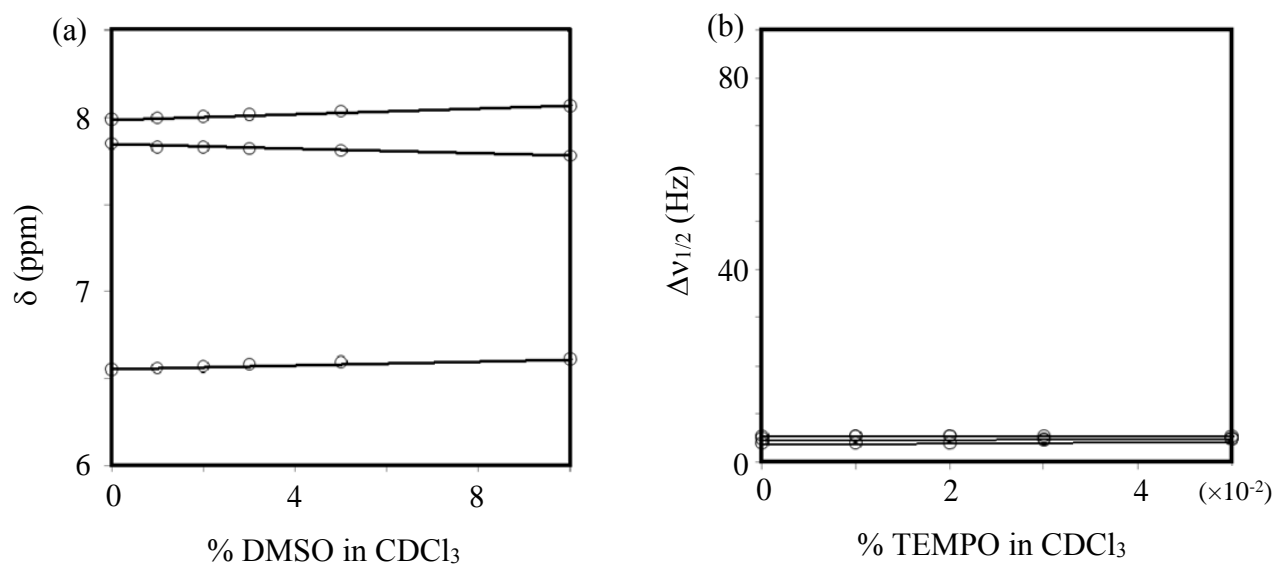 (a)
8
7
6
δ (ppm)
0 4 8
% DMSO in CDCl₃
(b)
80
40
0
Δν₁/₂ (Hz)
0 2 4 (×10⁻²)
% TEMPO in CDCl₃